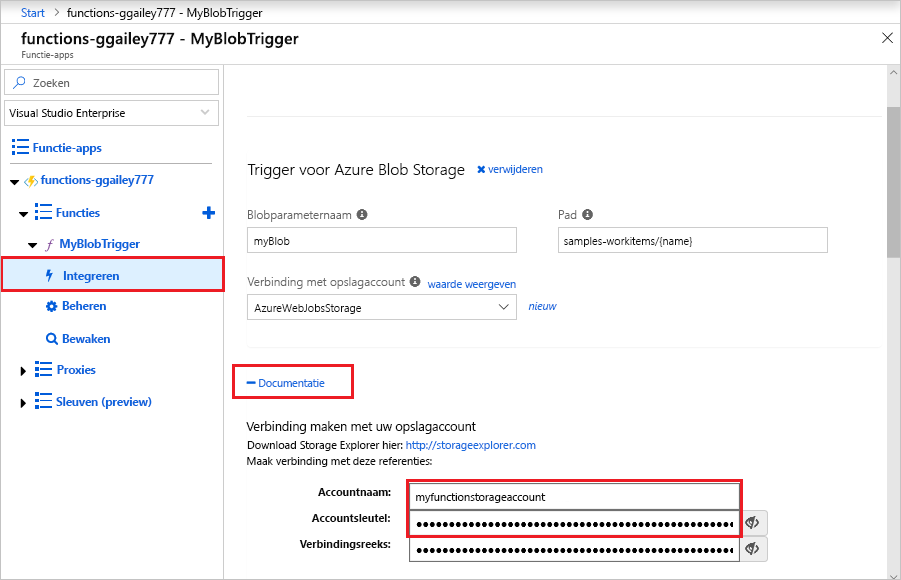 Start > functions-ggailey777 - MyBlobTrigger
functions-ggailey777 - MyBlobTrigger
Functie-apps
Zoeken
Visual Studio Enterprise
Functie-apps
functions-ggailey777
Functies
MyBlobTrigger
Integreren
Beheren
Bewaken
Proxies
Sleuven (preview)
Trigger voor Azure Blob Storage verwijderen
Blobparameternaam Pad
myBlob samples-workitems/{name}
Verbinding met opslagaccount waarde weergeven
AzureWebJobsStorage nieuw
Documentatie
Verbinding maken met uw opslagaccount
Download Storage Explorer hier: http://storageexplorer.com
Maak verbinding met deze referenties:
Accountnaam: myfunctionstorageaccount
Accountsleutel:
Verbindingsreeks: